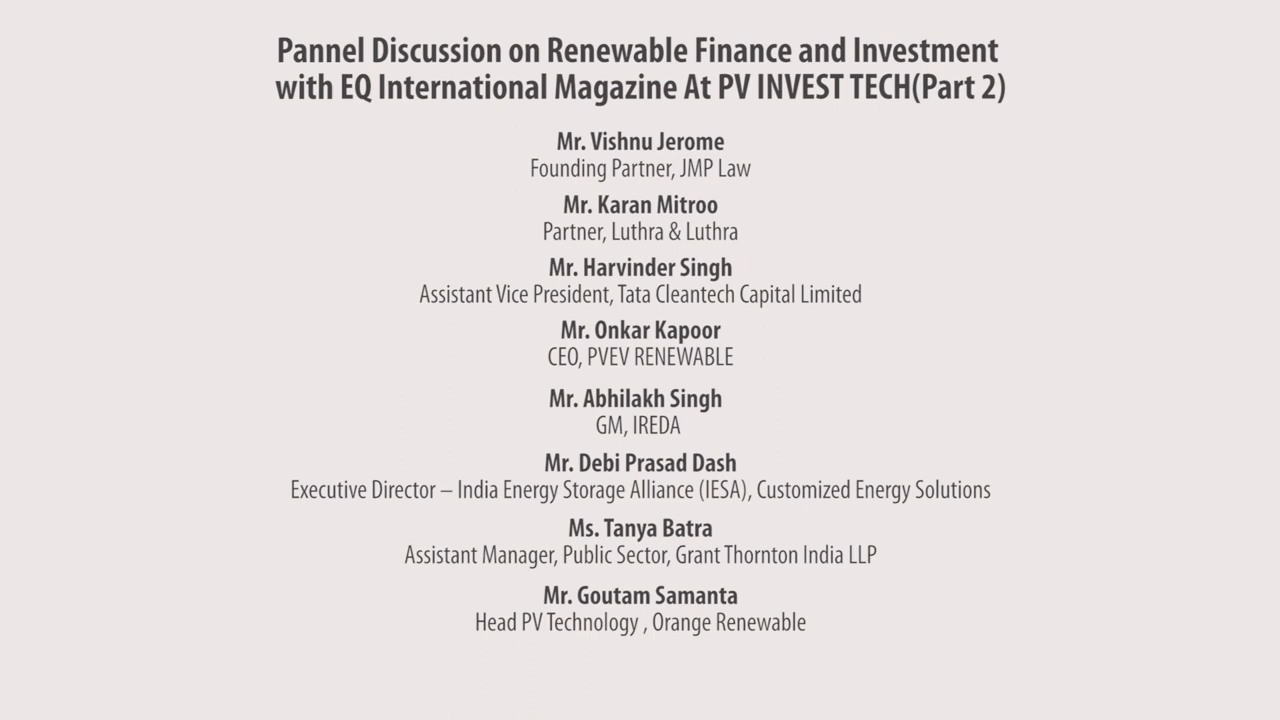 Pannel Discussion on Renewable Finance and Investment
with EQ International Magazine At PV INVEST TECH(Part 2)
Mr. Vishnu Jerome
Founding Partner, JMP Law
Mr. Karan Mitroo
Partner, Luthra & Luthra
Mr. Harvinder Singh
Assistant Vice President, Tata Cleantech Capital Limited
Mr. Onkar Kapoor
CEO, PVEV RENEWABLE
Mr. Abhilakh Singh
GM, IREDA
Mr. Debi Prasad Dash
Executive Director – India Energy Storage Alliance (IESA), Customized Energy Solutions
Ms. Tanya Batra
Assistant Manager, Public Sector, Grant Thornton India LLP
Mr. Goutam Samanta
Head PV Technology , Orange Renewable